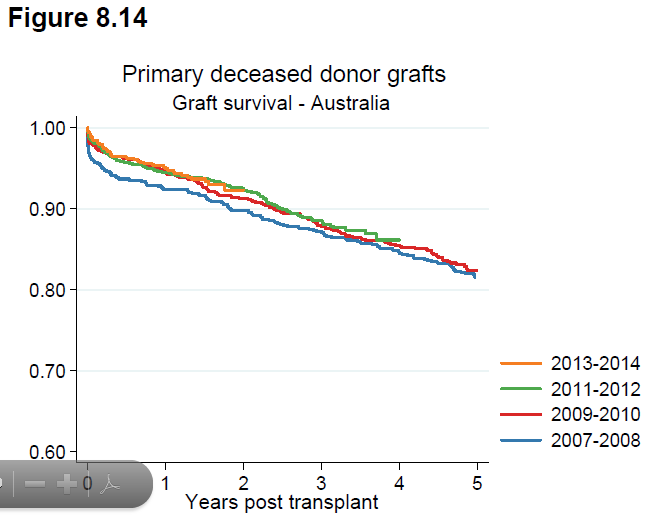 Figure 8.14
Primary deceased donor grafts
Graft survival - Australia
1.00
0.90
0.80
0.70
0.60
0 1 2 3 4 5
Years post transplant
2013-2014
2011-2012
2009-2010
2007-2008